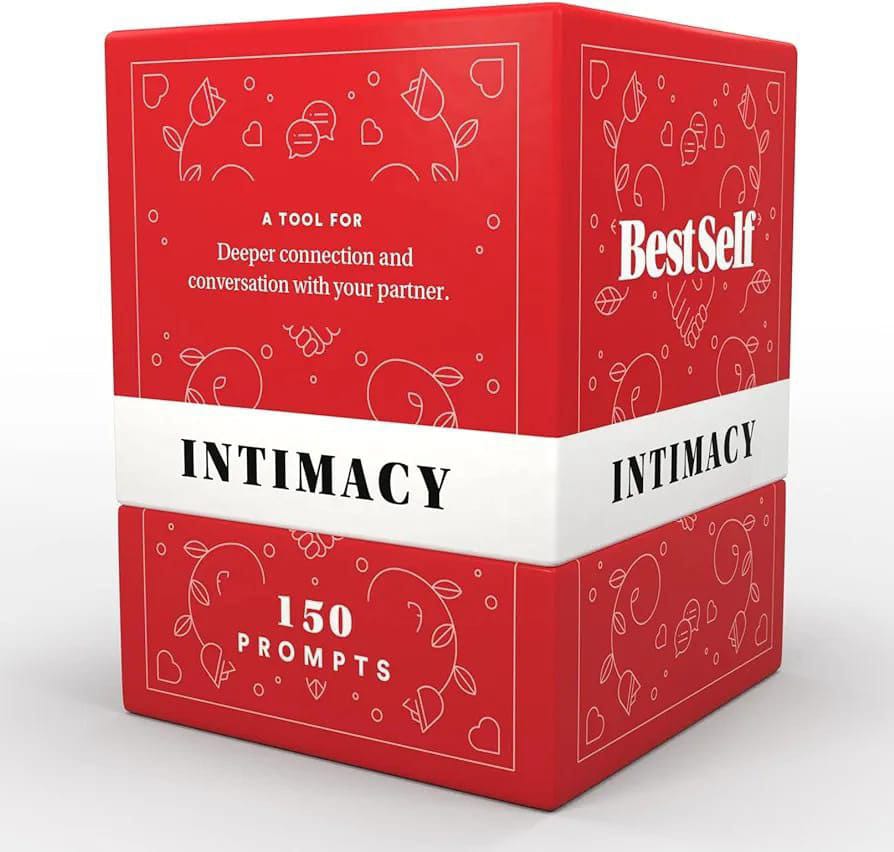 A TOOL FOR
Deeper connection and
conversation with your partner.
INTIMACY
150
PROMPTS
BestSelf
INTIMACY